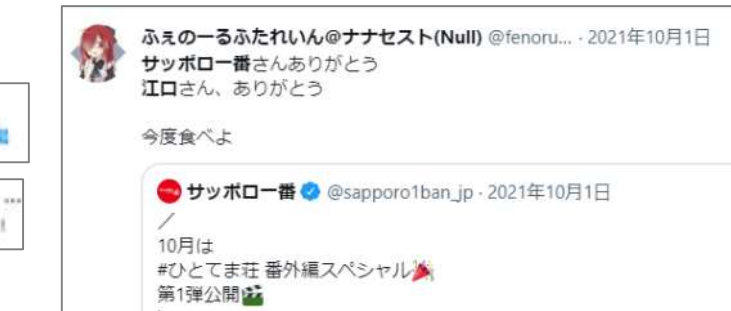 ふぇのーるふたれいん@ナナセスト(Null) @fenoru... · 2021年10月1日
サッポロ一番さんありがとう
江口さん、ありがとう
今度食べよ
サッポロ一番 @sapporo1ban_jp · 2021年10月1日
／
10月は
#ひとてま荘 番外編スペシャル🎉
第1弾公開🎬